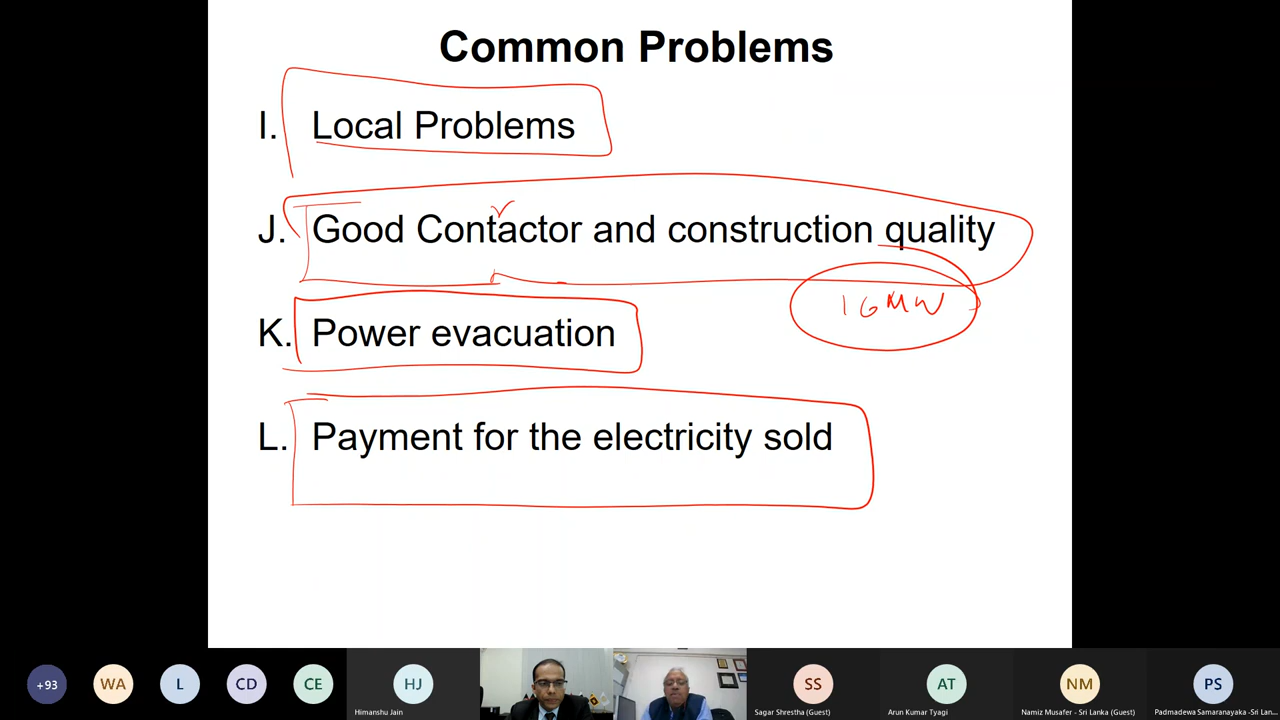 Common Problems
I. Local Problems
J. Good Contactor and construction quality
16MW
K. Power evacuation
L. Payment for the electricity sold
+93 WA L CD CE HJ SS AT NM PS
Himanshu Jain Sagar Shrestha (Guest) Arun Kumar Tyagi Namiz Musafer - Sri Lanka (Guest) Padmadewa Samaranayaka -Sri Lan...